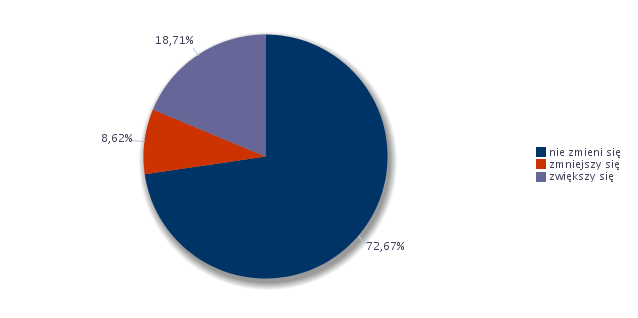 18,71%
8,62%
nie zmieni się
zmniejszy się
zwiększy się
72,67%